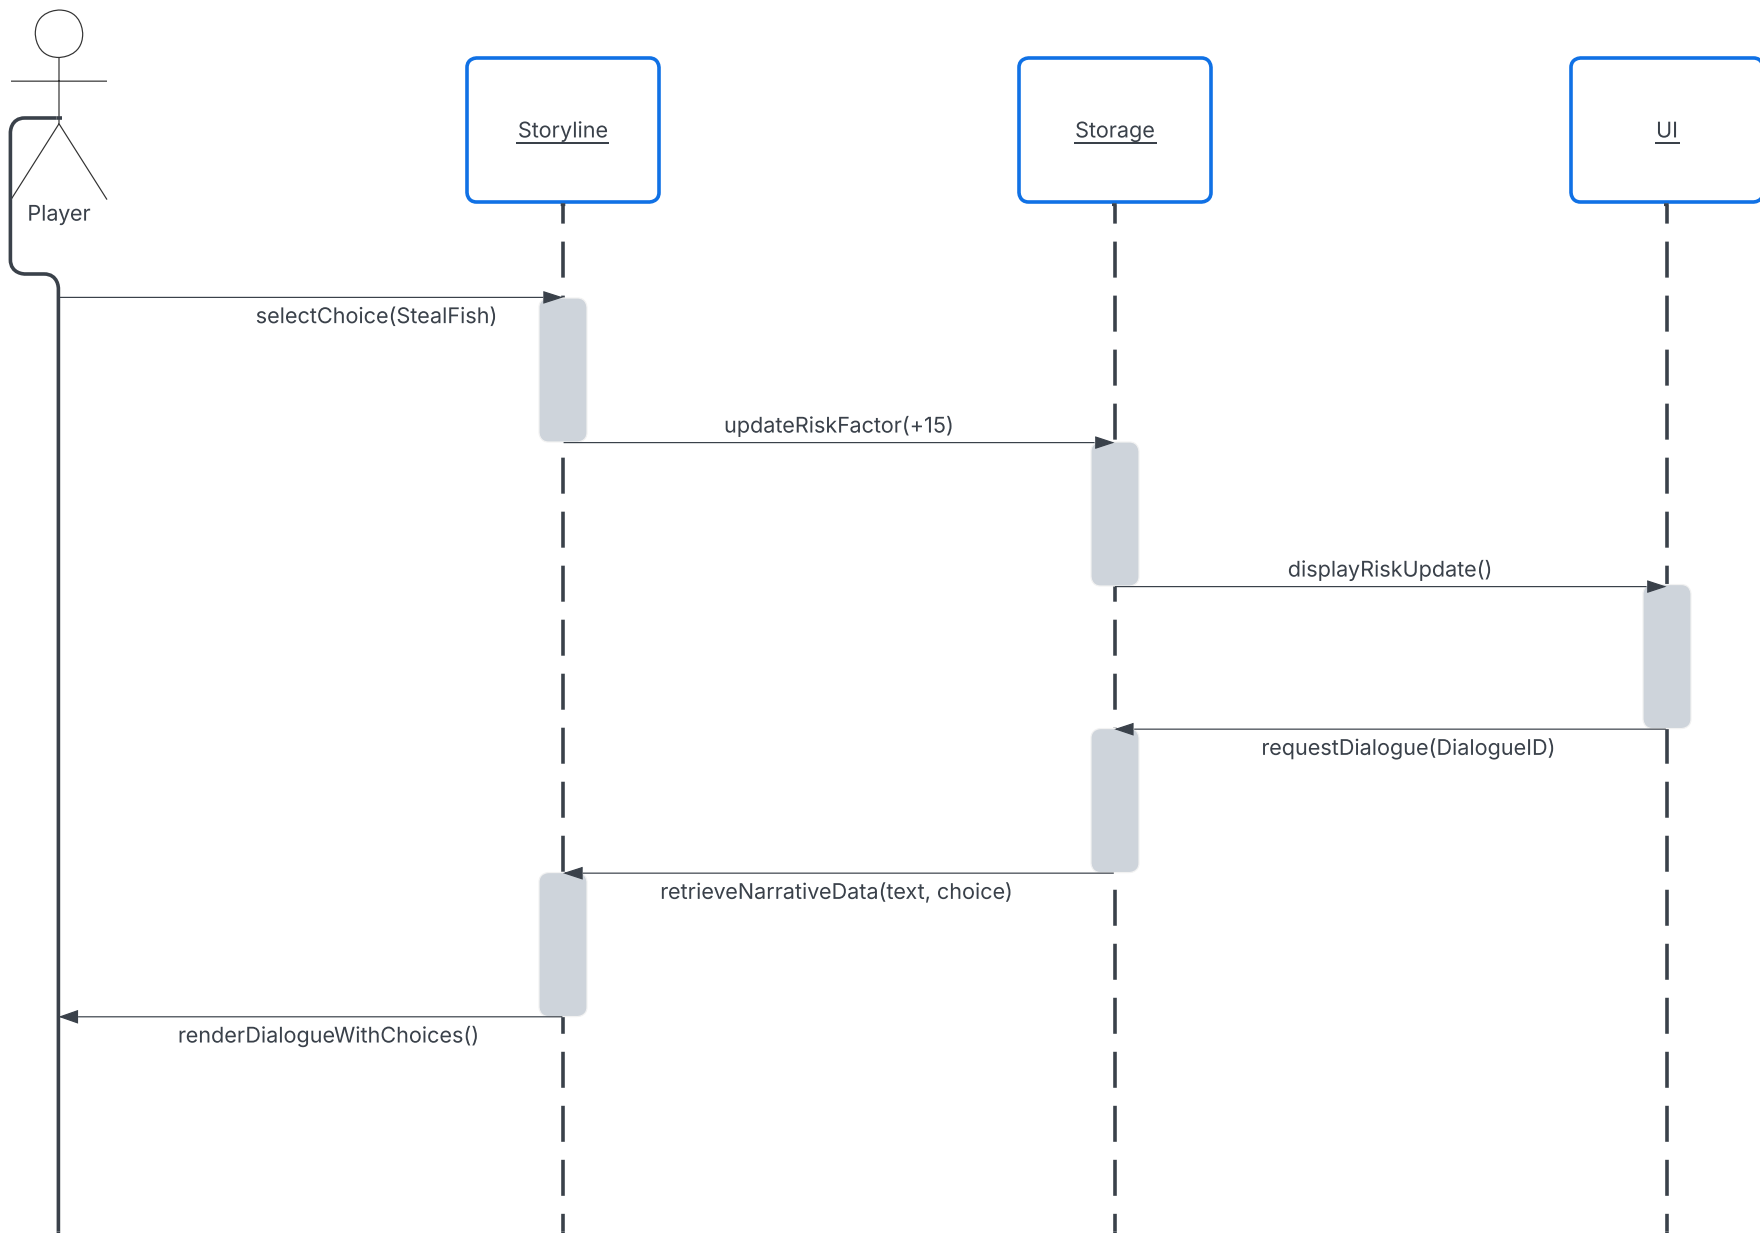 Player
Storyline
Storage
UI
selectChoice(StealFish)
updateRiskFactor(+15)
displayRiskUpdate()
requestDialogue(DialogueID)
retrieveNarrativeData(text, choice)
renderDialogueWithChoices()